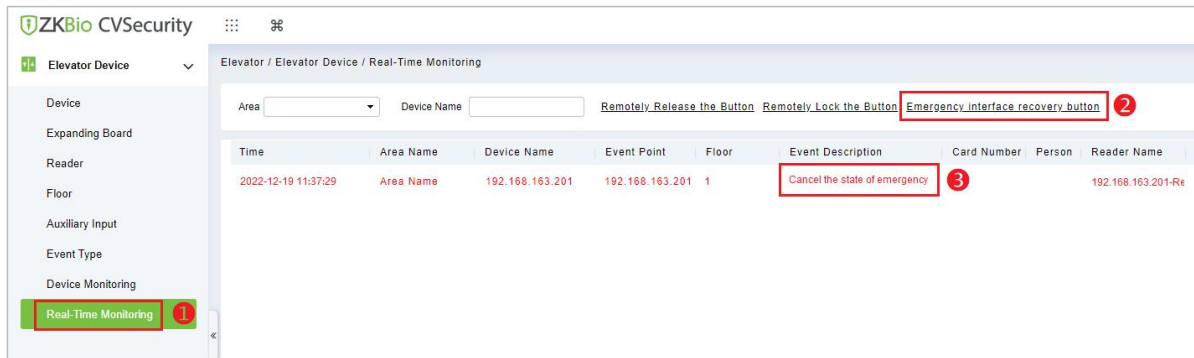 ZKBio CVSecurity
Elevator Device
Elevator / Elevator Device / Real-Time Monitoring
Device
Expanding Board
Reader
Floor
Auxiliary Input
Event Type
Device Monitoring
Real-Time Monitoring 1
Area Device Name Remotely Release the Button Remotely Lock the Button Emergency interface recovery button 2
Time Area Name Device Name Event Point Floor Event Description Card Number Person Reader Name
2022-12-19 11:37:29 Area Name 192.168.163.201 192.168.163.201 1 Cancel the state of emergency 3 192.168.163.201-Re